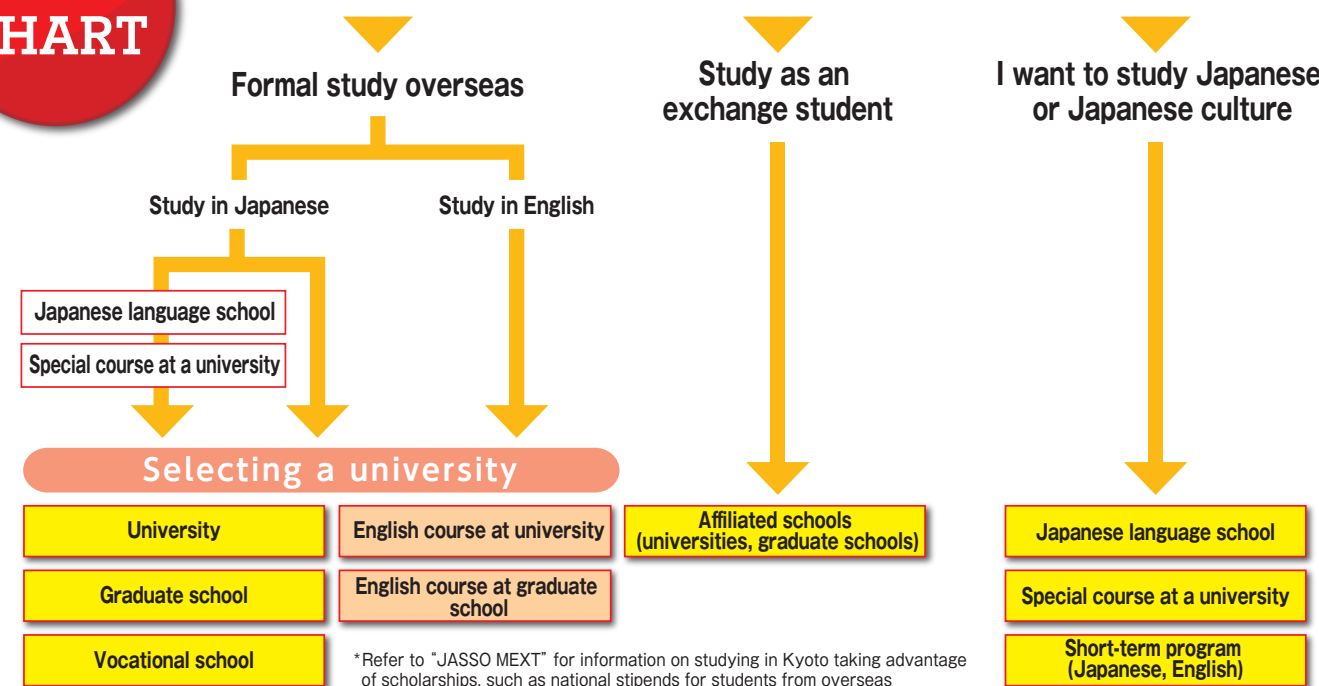 HART
Formal study overseas
Study as an
exchange student
I want to study Japanese
or Japanese culture
Study in Japanese
Study in English
Japanese language school
Special course at a university
Selecting a university
University
English course at university
Affiliated schools
(universities, graduate schools)
Japanese language school
Graduate school
English course at graduate
school
Special course at a university
Vocational school
*Refer to "JASSO MEXT" for information on studying in Kyoto taking advantage
of scholarships, such as national stipends for students from overseas
Short-term program
(Japanese, English)